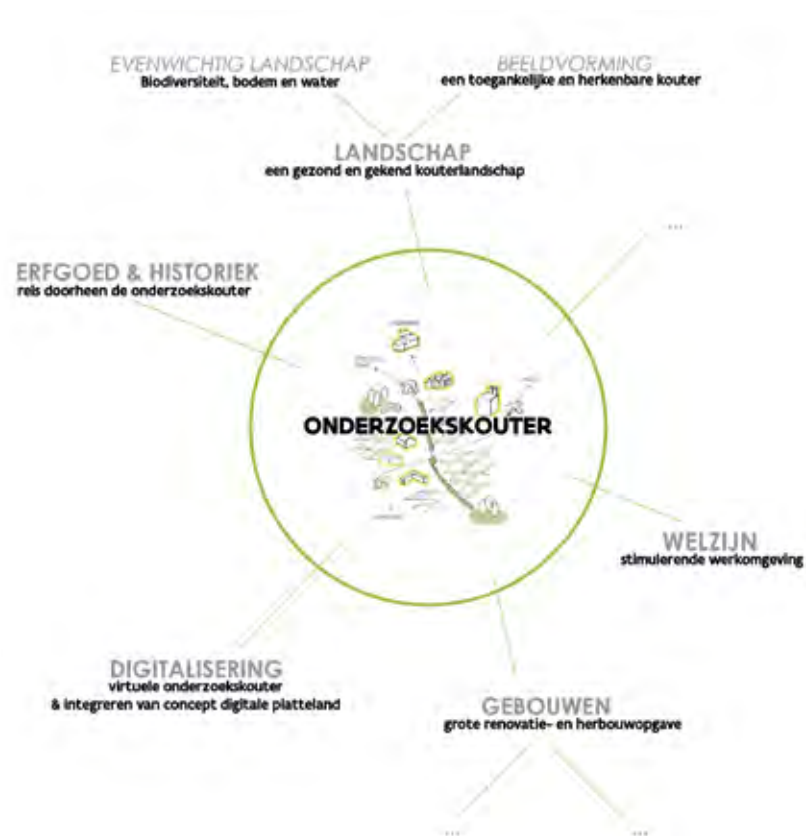 EVENWICHTIG LANDSCHAP
Biodiversiteit, bodem en water
BEELDVORMING
een toegankelijke en herkenbare kouter
LANDSCHAP
een gezond en gekend kouterlandschap
...
ERFGOED & HISTORIEK
reis doorheen de onderzoekskouter
ONDERZOEKSKOUTER
WELZIJN
stimulerende werkomgeving
DIGITALISERING
virtuele onderzoekskouter
& integreren van concept digitale platteland
GEBOUWEN
grote renovatie- en herbouwopgave
...
...